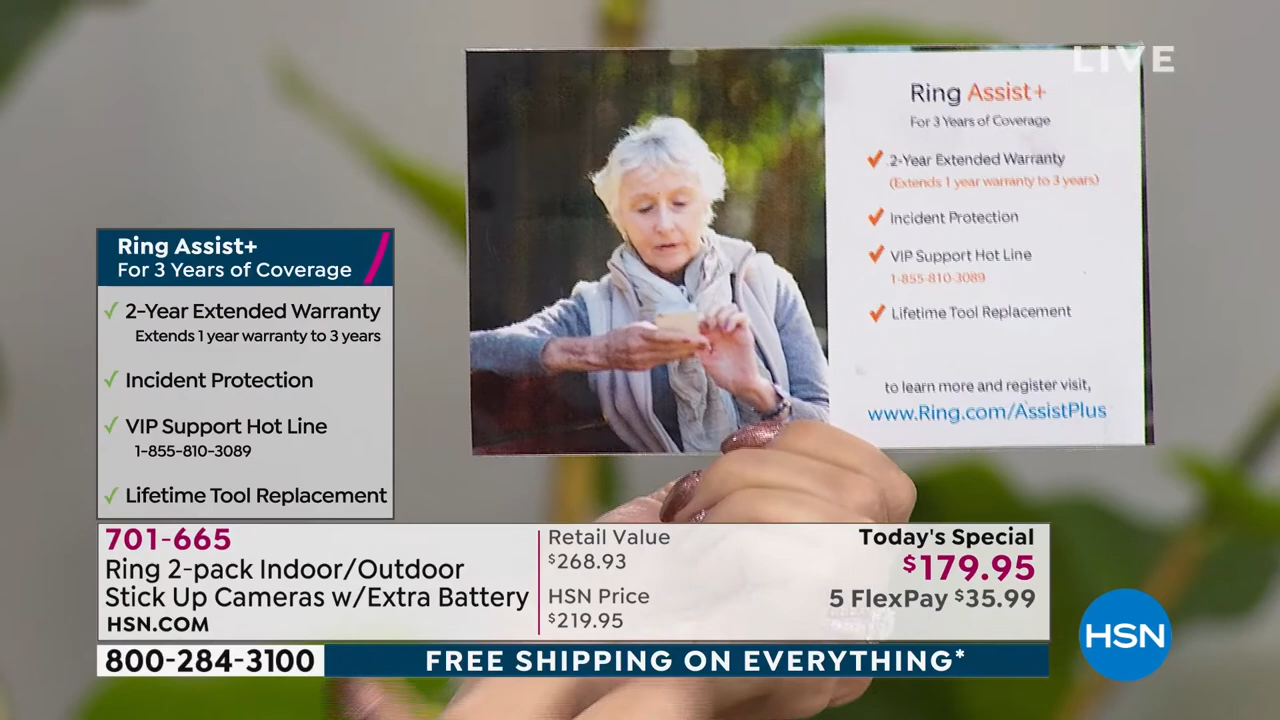 LIVE
Ring Assist+
For 3 Years of Coverage
2-Year Extended Warranty
(Extends 1 year warranty to 3 years)
Incident Protection
VIP Support Hot Line
1-855-810-3089
Lifetime Tool Replacement
to learn more and register visit,
www.Ring.com/AssistPlus
Ring Assist+
For 3 Years of Coverage
✓ 2-Year Extended Warranty
Extends 1 year warranty to 3 years
✓ Incident Protection
✓ VIP Support Hot Line
1-855-810-3089
✓ Lifetime Tool Replacement
701-665
Ring 2-pack Indoor/Outdoor
Stick Up Cameras w/Extra Battery
HSN.COM
Retail Value
$268.93
HSN Price
$219.95
Today's Special
$179.95
5 FlexPay $35.99
800-284-3100
FREE SHIPPING ON EVERYTHING*
HSN